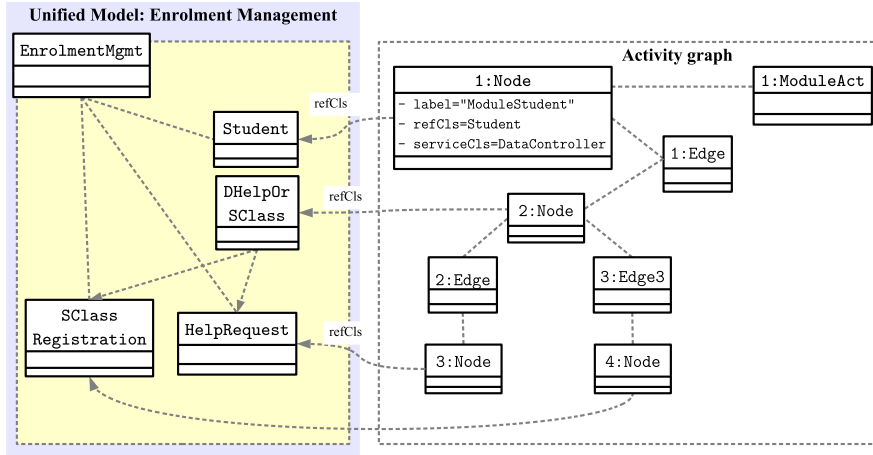 Unified Model: Enrolment Management
EnrolmentMgmt
Activity graph
1:Node
- label="ModuleStudent"
- refCls=Student
- serviceCls=DataController
1:ModuleAct
refCls
Student
1:Edge
DHelpOr
SClass
refCls
2:Node
2:Edge
3:Edge3
SClass
Registration
HelpRequest
refCls
3:Node
4:Node